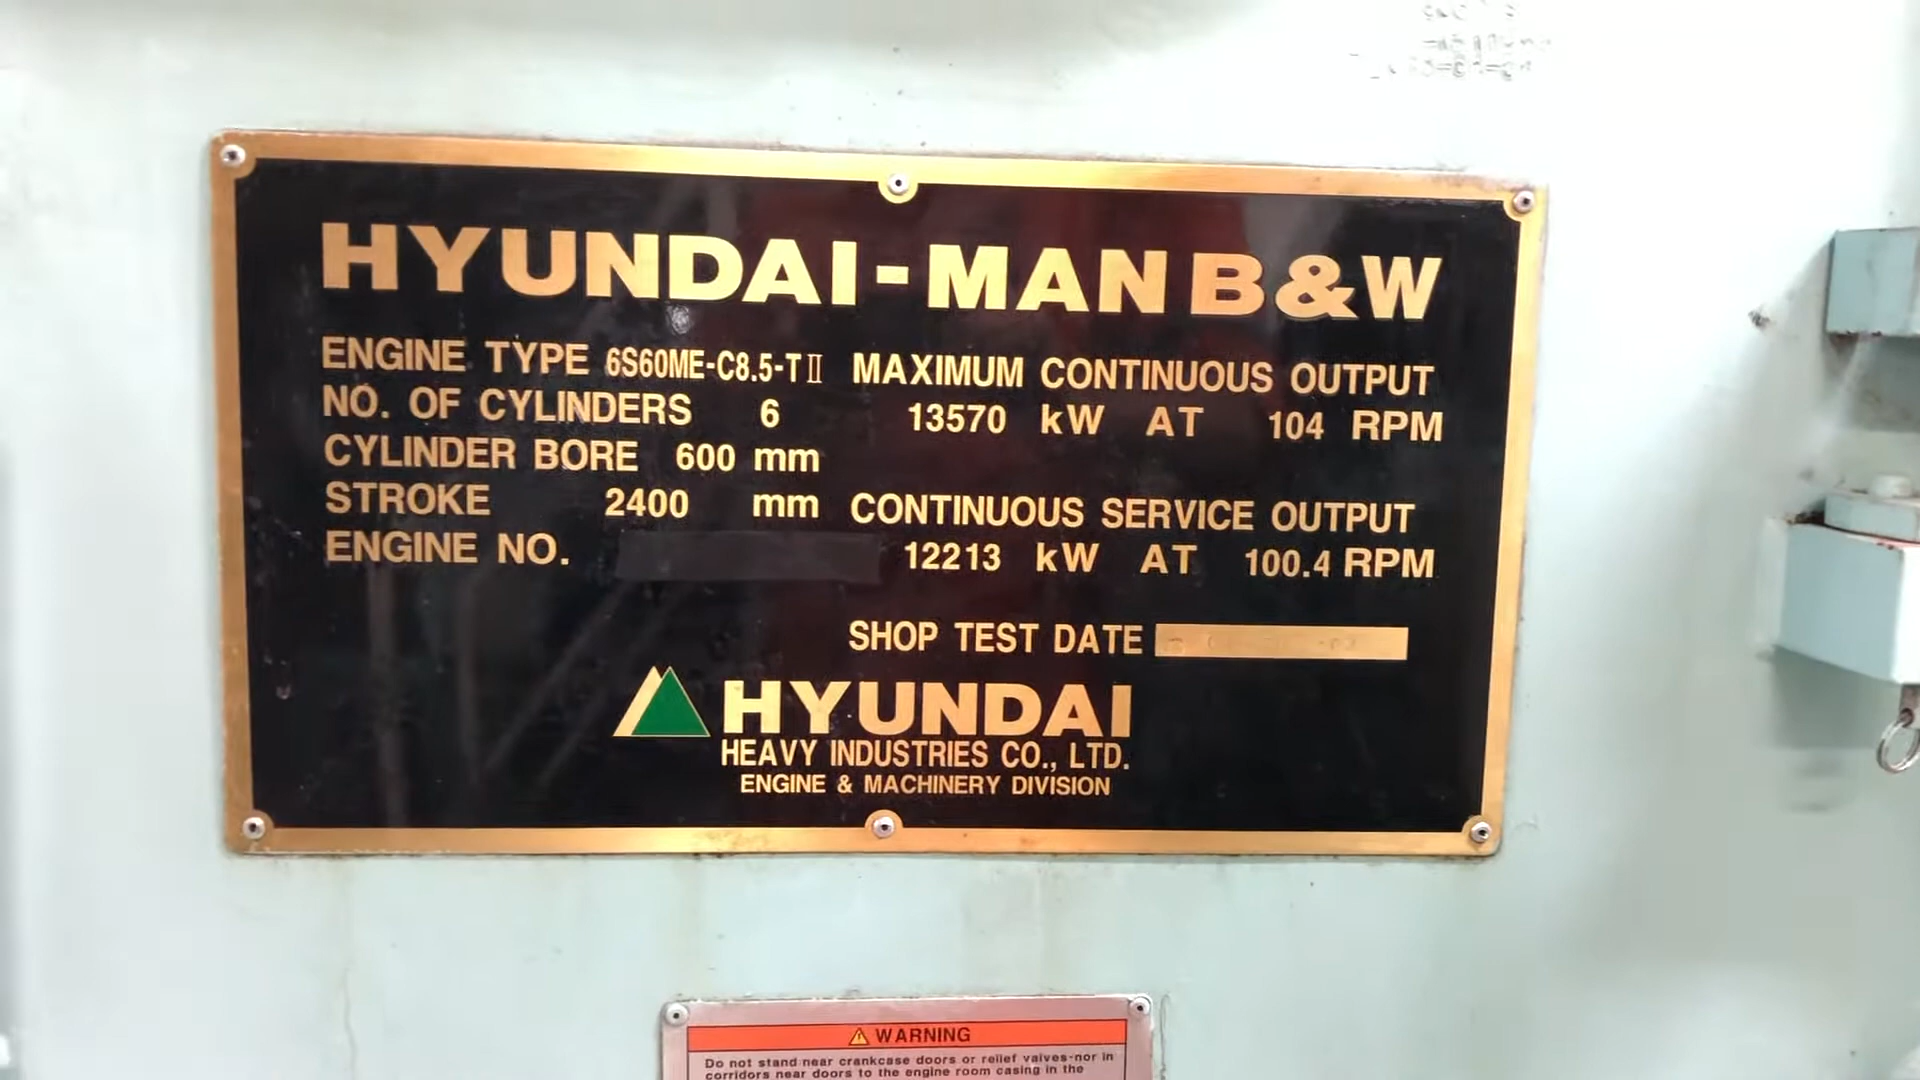 HYUNDAI-MAN B&W
ENGINE TYPE 6S60ME-C8.5-TⅡ MAXIMUM CONTINUOUS OUTPUT
NO. OF CYLINDERS 6 13570 kW AT 104 RPM
CYLINDER BORE 600 mm
STROKE 2400 mm CONTINUOUS SERVICE OUTPUT
ENGINE NO. 12213 kW AT 100.4 RPM
SHOP TEST DATE
HYUNDAI
HEAVY INDUSTRIES CO., LTD.
ENGINE & MACHINERY DIVISION
WARNING
Do not stand near crankcase doors or relief valves-nor in
corridors near doors to the engine room casing in the